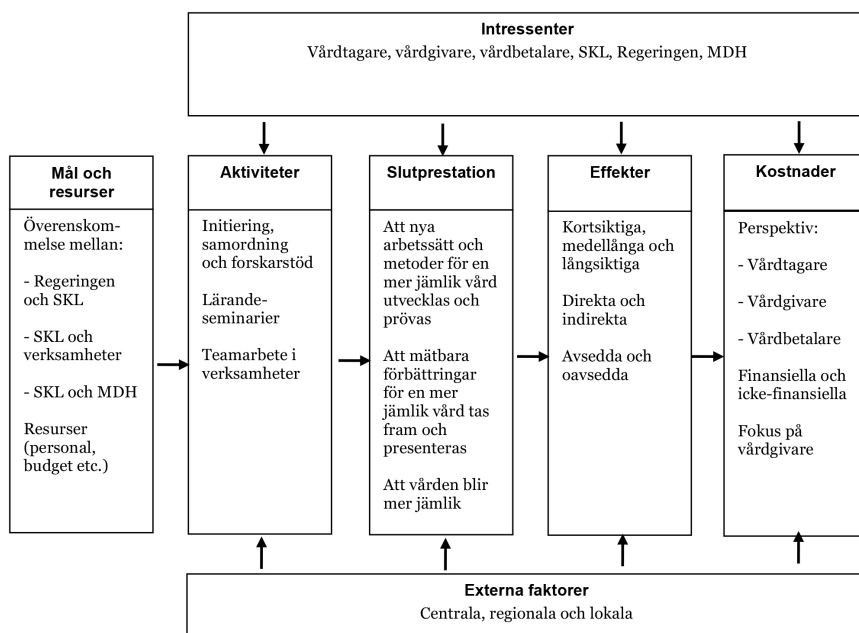 Intressenter
Vårdtagare, vårdgivare, vårdbetalare, SKL, Regeringen, MDH
Mål och
resurser
Överenskom-
melse mellan:
- Regeringen
och SKL
- SKL och
verksamheter
- SKL och MDH
Resurser
(personal,
budget etc.)
Aktiviteter
Initiering,
samordning
och forskarstöd
Lärande-
seminarier
Teamarbete i
verksamheter
Slutprestation
Att nya
arbetssätt och
metoder för en
mer jämlik vård
utvecklas och
prövas
Att mätbara
förbättringar
för en mer
jämlik vård tas
fram och
presenteras
Att vården blir
mer jämlik
Effekter
Kortsiktiga,
medellånga och
långsiktiga
Direkta och
indirekta
Avsedda och
oavsedda
Kostnader
Perspektiv:
- Vårdtagare
- Vårdgivare
- Vårdbetalare
Finansiella och
icke-finansiella
Fokus på
vårdgivare
Externa faktorer
Centrala, regionala och lokala